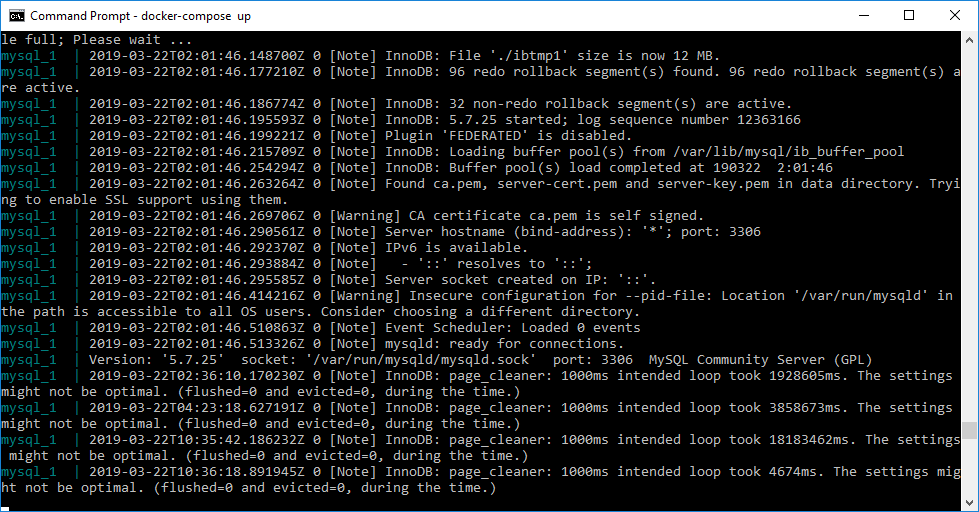 Command Prompt - docker-compose up
le full; Please wait ...
mysql_1  | 2019-03-22T02:01:46.148700Z 0 [Note] InnoDB: File './ibtmp1' size is now 12 MB.
mysql_1  | 2019-03-22T02:01:46.177210Z 0 [Note] InnoDB: 96 redo rollback segment(s) found. 96 redo rollback segment(s) a
re active.
mysql_1  | 2019-03-22T02:01:46.186774Z 0 [Note] InnoDB: 32 non-redo rollback segment(s) are active.
mysql_1  | 2019-03-22T02:01:46.195593Z 0 [Note] InnoDB: 5.7.25 started; log sequence number 12363166
mysql_1  | 2019-03-22T02:01:46.199221Z 0 [Note] Plugin 'FEDERATED' is disabled.
mysql_1  | 2019-03-22T02:01:46.215709Z 0 [Note] InnoDB: Loading buffer pool(s) from /var/lib/mysql/ib_buffer_pool
mysql_1  | 2019-03-22T02:01:46.254294Z 0 [Note] InnoDB: Buffer pool(s) load completed at 190322  2:01:46
mysql_1  | 2019-03-22T02:01:46.263264Z 0 [Note] Found ca.pem, server-cert.pem and server-key.pem in data directory. Tryi
ng to enable SSL support using them.
mysql_1  | 2019-03-22T02:01:46.269706Z 0 [Warning] CA certificate ca.pem is self signed.
mysql_1  | 2019-03-22T02:01:46.290561Z 0 [Note] Server hostname (bind-address): '*'; port: 3306
mysql_1  | 2019-03-22T02:01:46.292370Z 0 [Note] IPv6 is available.
mysql_1  | 2019-03-22T02:01:46.293884Z 0 [Note]   - '::' resolves to '::';
mysql_1  | 2019-03-22T02:01:46.295585Z 0 [Note] Server socket created on IP: '::'.
mysql_1  | 2019-03-22T02:01:46.414216Z 0 [Warning] Insecure configuration for --pid-file: Location '/var/run/mysqld' in
the path is accessible to all OS users. Consider choosing a different directory.
mysql_1  | 2019-03-22T02:01:46.510863Z 0 [Note] Event Scheduler: Loaded 0 events
mysql_1  | 2019-03-22T02:01:46.513326Z 0 [Note] mysqld: ready for connections.
mysql_1  | Version: '5.7.25'  socket: '/var/run/mysqld/mysqld.sock'  port: 3306  MySQL Community Server (GPL)
mysql_1  | 2019-03-22T02:36:10.170230Z 0 [Note] InnoDB: page_cleaner: 1000ms intended loop took 1928605ms. The settings
might not be optimal. (flushed=0 and evicted=0, during the time.)
mysql_1  | 2019-03-22T04:23:18.627191Z 0 [Note] InnoDB: page_cleaner: 1000ms intended loop took 3858673ms. The settings
might not be optimal. (flushed=0 and evicted=0, during the time.)
mysql_1  | 2019-03-22T10:35:42.186232Z 0 [Note] InnoDB: page_cleaner: 1000ms intended loop took 18183462ms. The settings
 might not be optimal. (flushed=0 and evicted=0, during the time.)
mysql_1  | 2019-03-22T10:36:18.891945Z 0 [Note] InnoDB: page_cleaner: 1000ms intended loop took 4674ms. The settings mig
ht not be optimal. (flushed=0 and evicted=0, during the time.)